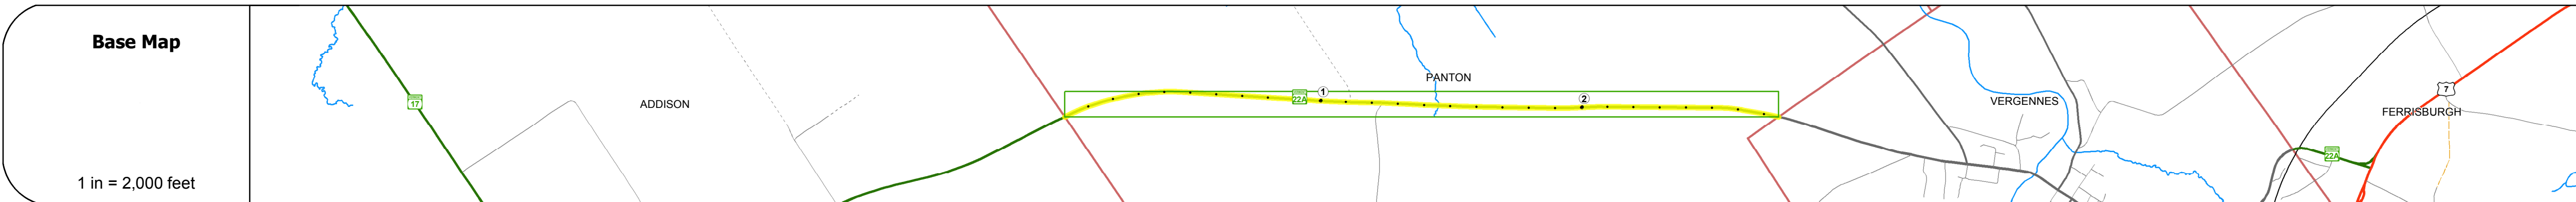 Base Map
1 in = 2,000 feet
17
ADDISON
22A
1
PANTON
2
VERGENNES
7
FERRISBURGH
22A